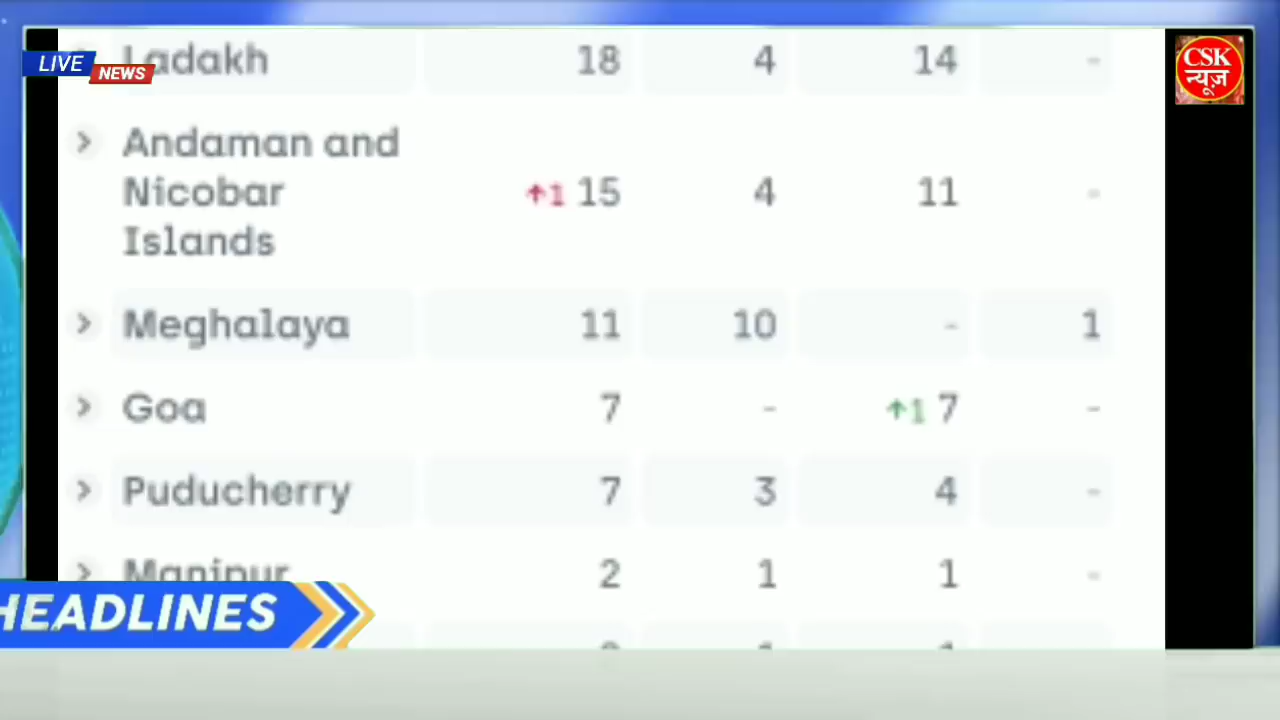 LIVE
NEWS
CSK
न्यूज़
Ladakh 18 4 14 -
> Andaman and
Nicobar ↑1 15 4 11 -
Islands
> Meghalaya 11 10 - 1
> Goa 7 - ↑1 7 -
> Puducherry 7 3 4 -
> Manipur 2 1 1 -
HEADLINES